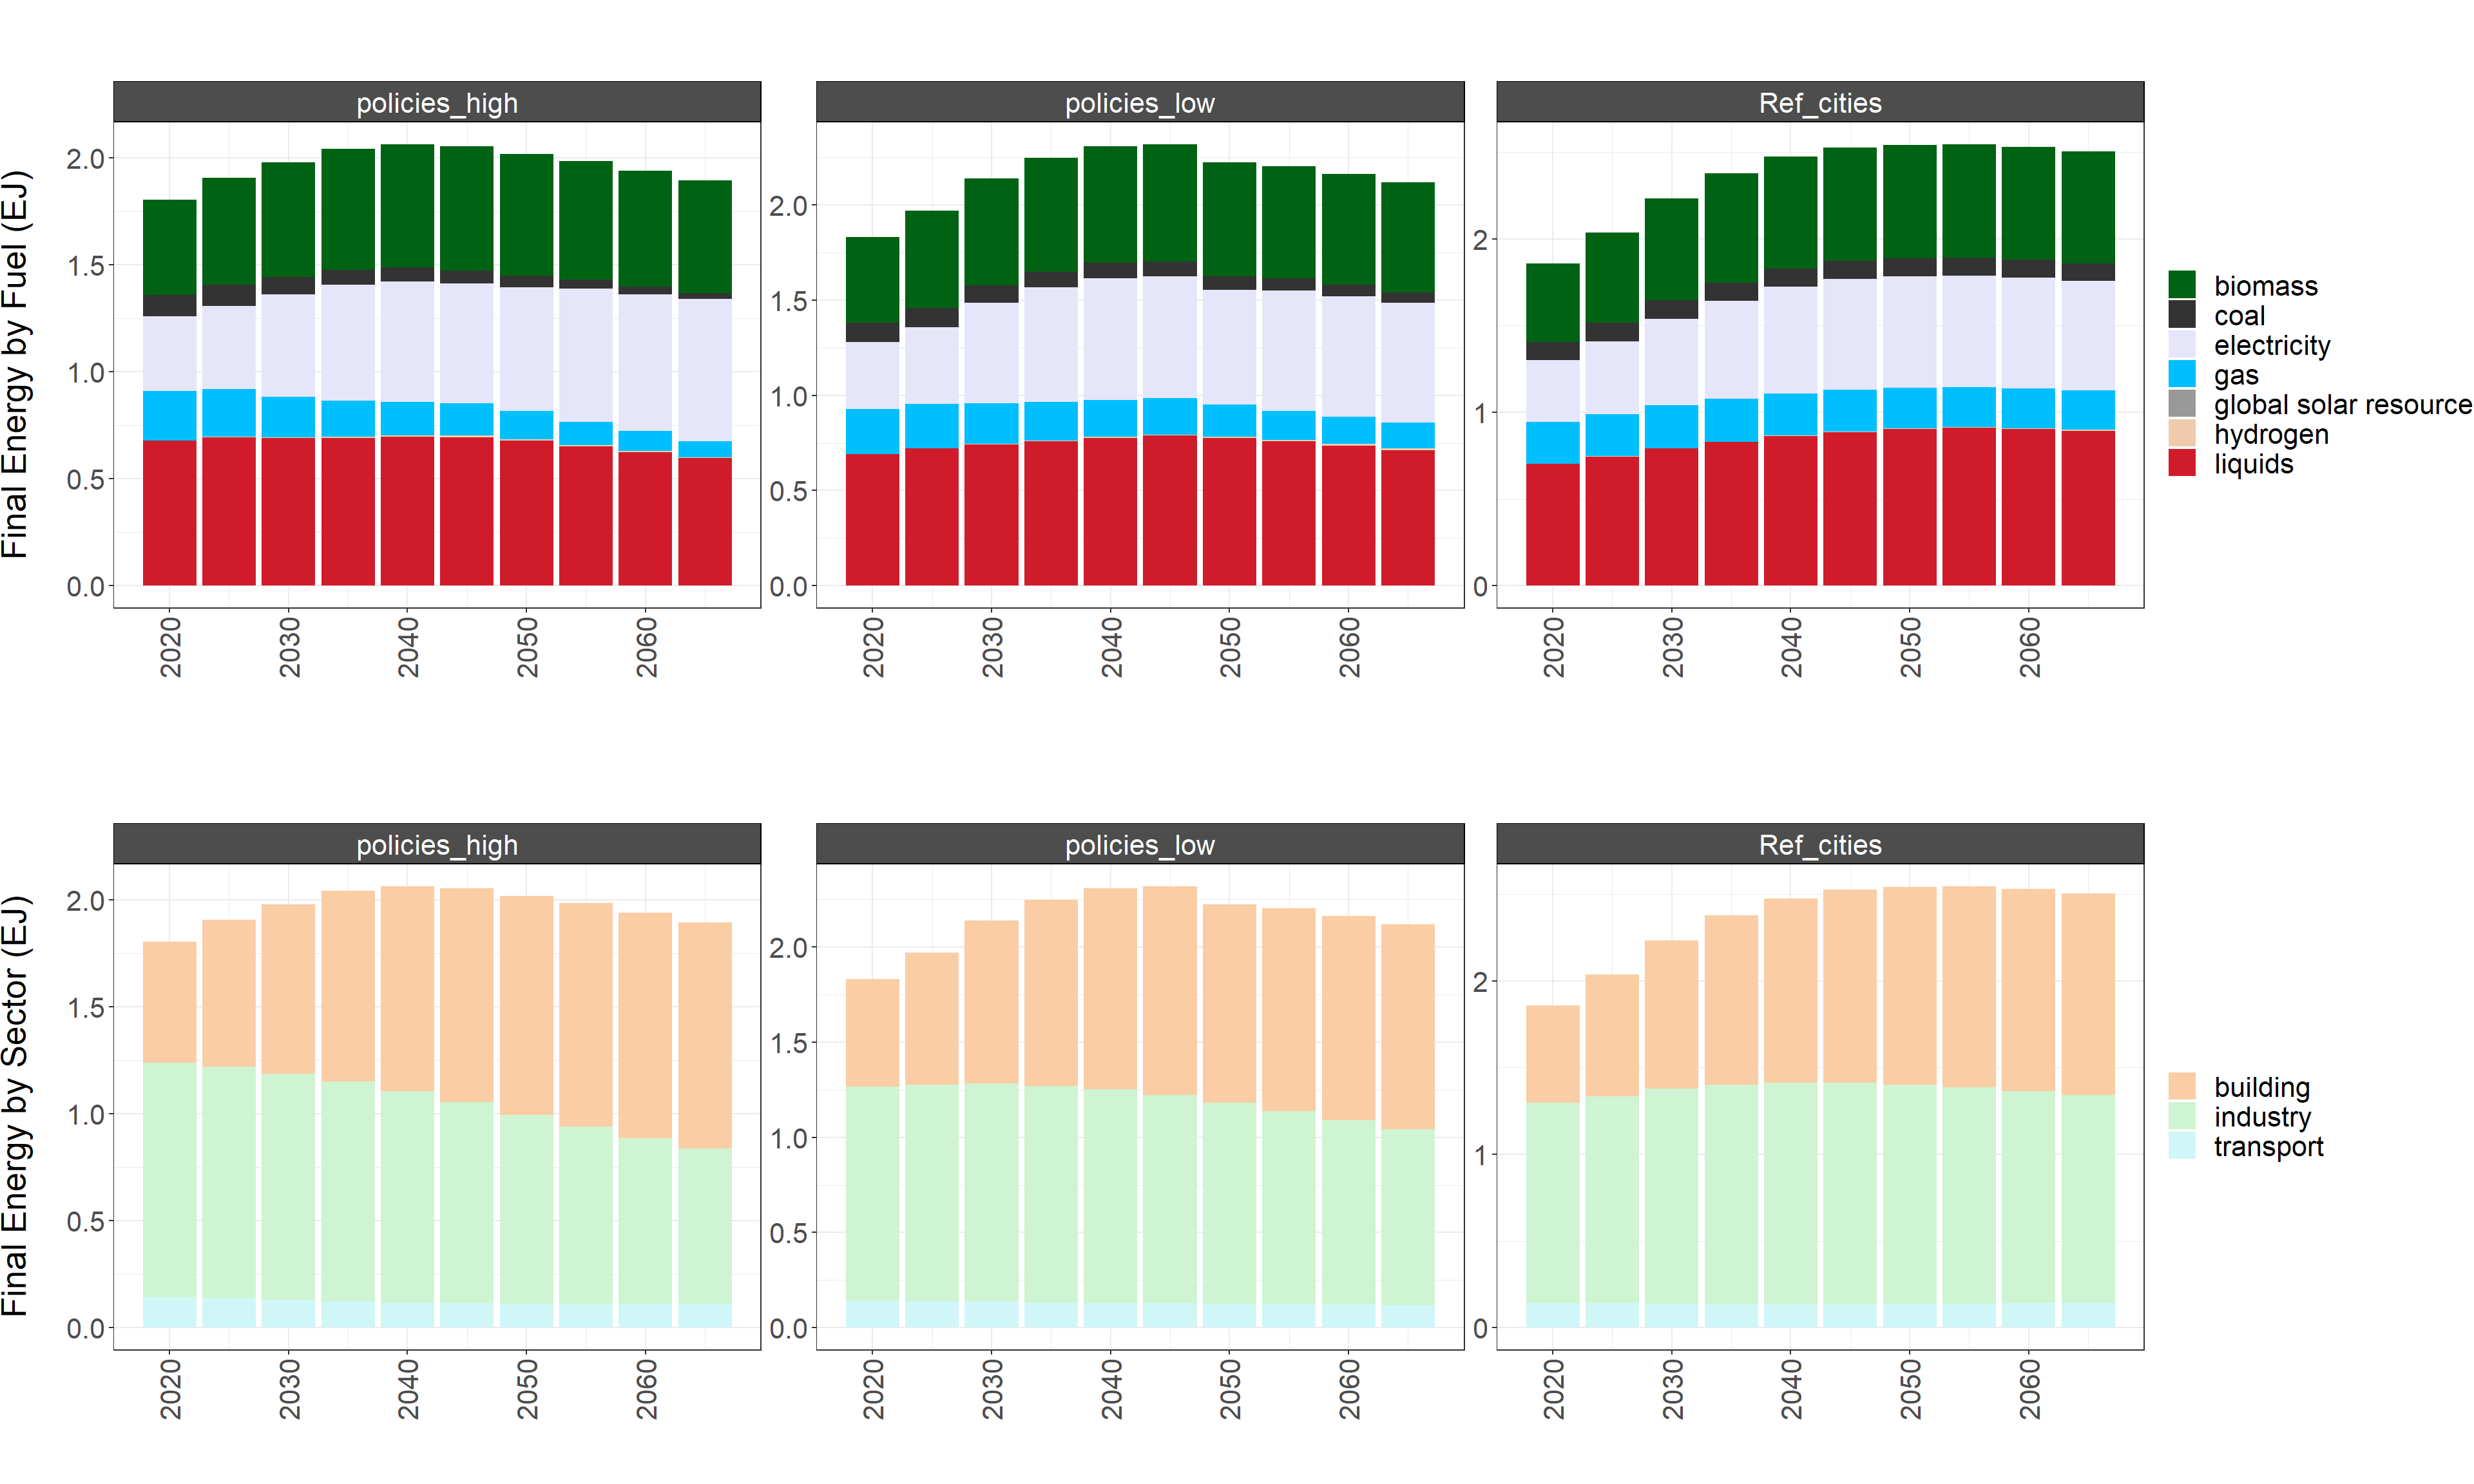 policies_high policies_low Ref_cities
Final Energy by Fuel (EJ)
2.0
1.5
1.0
0.5
0.0
2.0
1.5
1.0
0.5
0.0
2
1
0
2020 2030 2040 2050 2060
2020 2030 2040 2050 2060
2020 2030 2040 2050 2060
biomass
coal
electricity
gas
global solar resource
hydrogen
liquids
policies_high policies_low Ref_cities
Final Energy by Sector (EJ)
2.0
1.5
1.0
0.5
0.0
2.0
1.5
1.0
0.5
0.0
2
1
0
2020 2030 2040 2050 2060
2020 2030 2040 2050 2060
2020 2030 2040 2050 2060
building
industry
transport